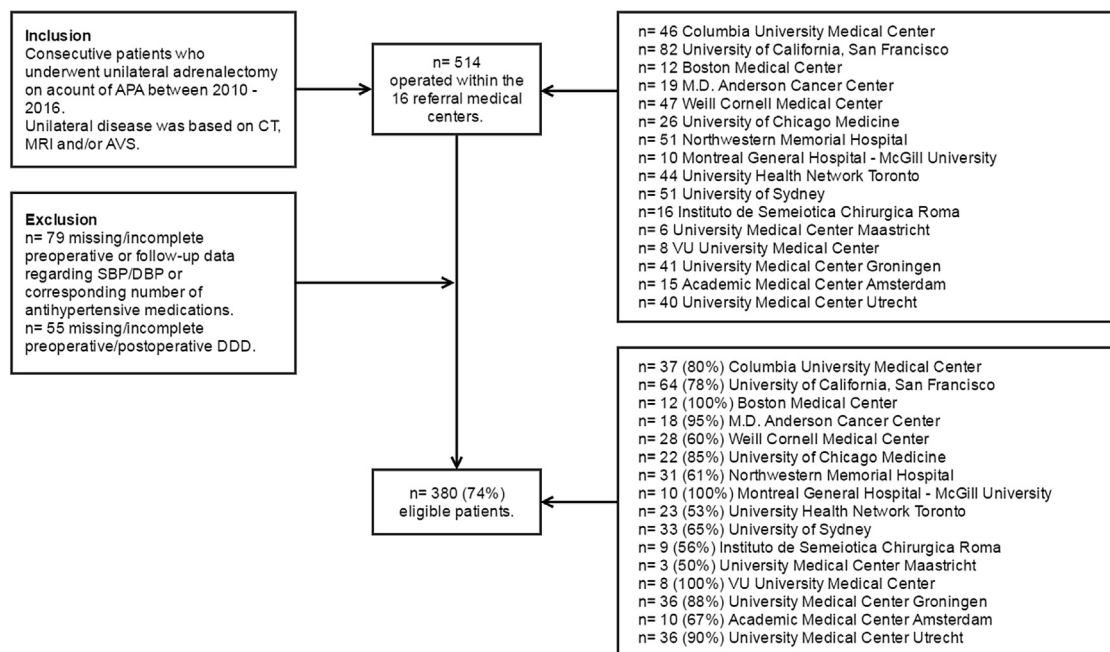 Inclusion
Consecutive patients who
underwent unilateral adrenalectomy
on acount of APA between 2010 -
2016.
Unilateral disease was based on CT,
MRI and/or AVS.
n= 514
operated within the
16 referral medical
centers.
n= 46 Columbia University Medical Center
n= 82 University of California, San Francisco
n= 12 Boston Medical Center
n= 19 M.D. Anderson Cancer Center
n= 47 Weill Cornell Medical Center
n= 26 University of Chicago Medicine
n= 51 Northwestern Memorial Hospital
n= 10 Montreal General Hospital - McGill University
n= 44 University Health Network Toronto
n= 51 University of Sydney
n=16 Instituto de Semeiotica Chirurgica Roma
n= 6 University Medical Center Maastricht
n= 8 VU University Medical Center
n= 41 University Medical Center Groningen
n= 15 Academic Medical Center Amsterdam
n= 40 University Medical Center Utrecht
Exclusion
n= 79 missing/incomplete
preoperative or follow-up data
regarding SBP/DBP or
corresponding number of
antihypertensive medications.
n= 55 missing/incomplete
preoperative/postoperative DDD.
n= 380 (74%)
eligible patients.
n= 37 (80%) Columbia University Medical Center
n= 64 (78%) University of California, San Francisco
n= 12 (100%) Boston Medical Center
n= 18 (95%) M.D. Anderson Cancer Center
n= 28 (60%) Weill Cornell Medical Center
n= 22 (85%) University of Chicago Medicine
n= 31 (61%) Northwestern Memorial Hospital
n= 10 (100%) Montreal General Hospital - McGill University
n= 23 (53%) University Health Network Toronto
n= 33 (65%) University of Sydney
n= 9 (56%) Instituto de Semeiotica Chirurgica Roma
n= 3 (50%) University Medical Center Maastricht
n= 8 (100%) VU University Medical Center
n= 36 (88%) University Medical Center Groningen
n= 10 (67%) Academic Medical Center Amsterdam
n= 36 (90%) University Medical Center Utrecht